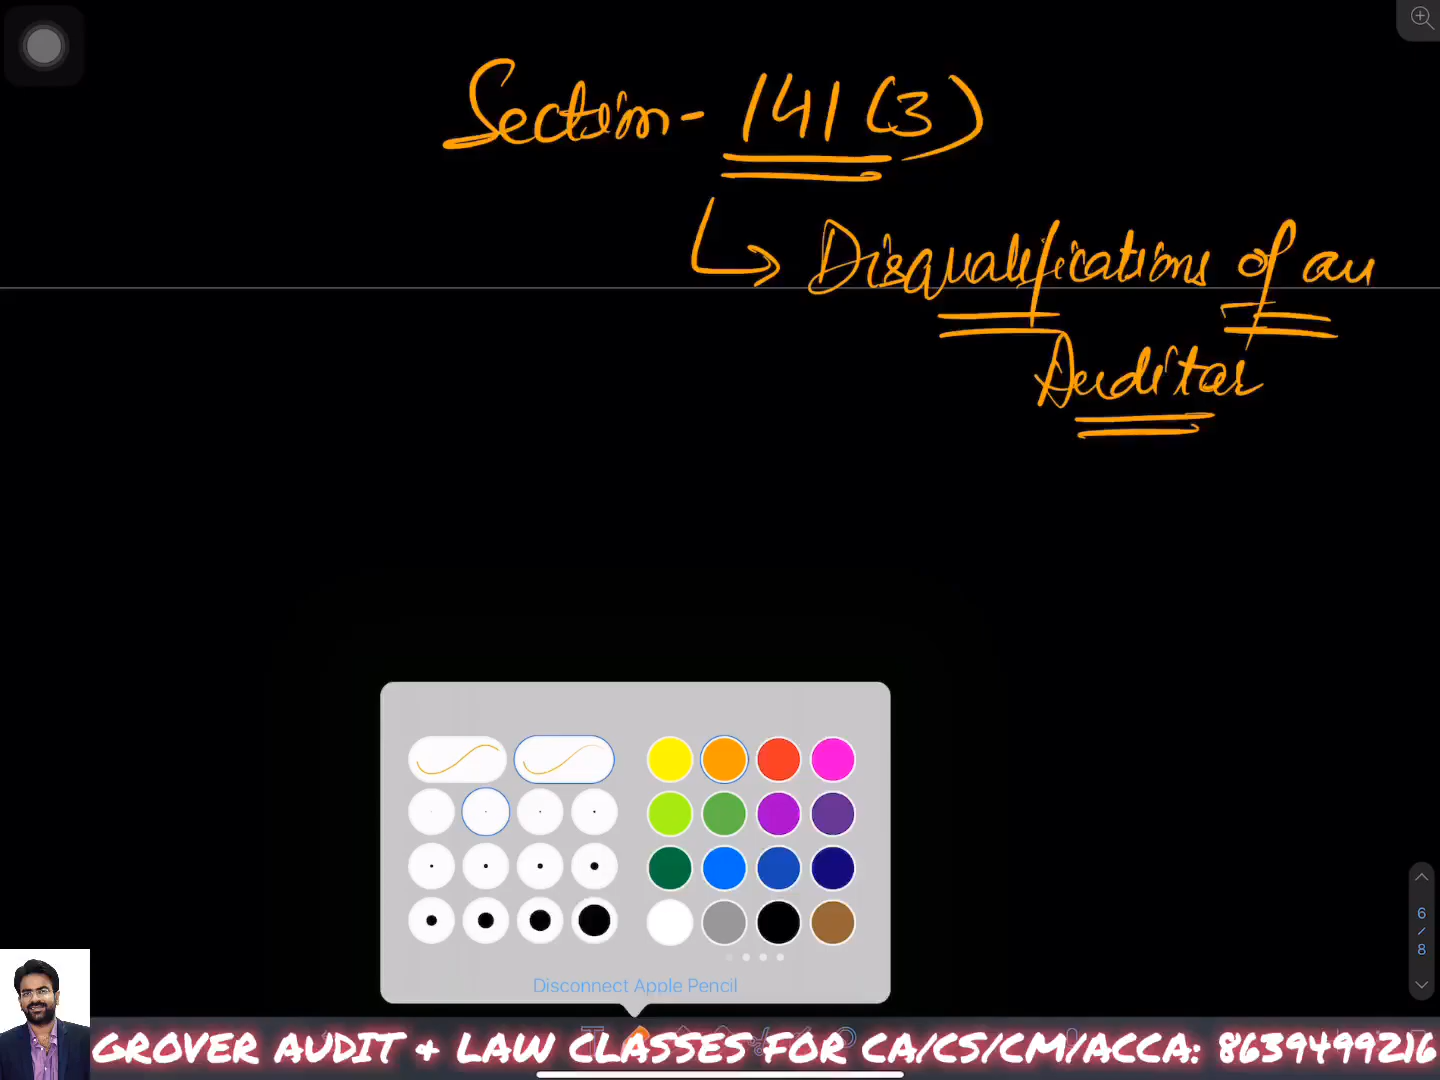 Section- 141(3)
Disqualifications of an
Auditor
6
/
8
Disconnect Apple Pencil
GROVER AUDIT & LAW CLASSES FOR CA/CS/CM/ACCA: 8639499216